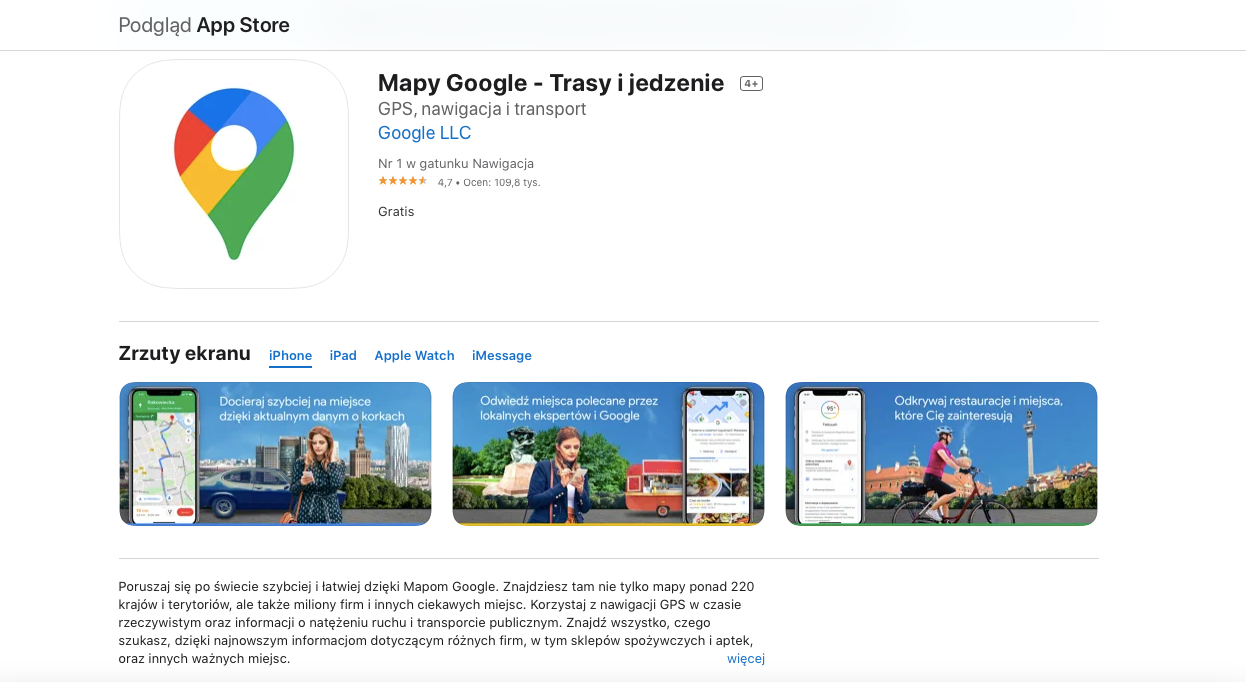 Podgląd App Store
Mapy Google - Trasy i jedzenie 4+
GPS, nawigacja i transport
Google LLC
Nr 1 w gatunku Nawigacja
4,7 • Ocen: 109,8 tys.
Gratis
Zrzuty ekranu iPhone iPad Apple Watch iMessage
Docieraj szybciej na miejsce
dzięki aktualnym danom o korkach
Odwiedź miejsca polecane przez
lokalnych ekspertów i Google
Odkrywaj restauracje i miejsca,
które Cię zainteresują
Poruszaj się po świecie szybciej i łatwiej dzięki Mapom Google. Znajdziesz tam nie tylko mapy ponad 220
krajów i terytoriów, ale także miliony firm i innych ciekawych miejsc. Korzystaj z nawigacji GPS w czasie
rzeczywistym oraz informacji o natężeniu ruchu i transporcie publicznym. Znajdź wszystko, czego
szukasz, dzięki najnowszym informacjom dotyczącym różnych firm, w tym sklepów spożywczych i aptek,
oraz innych ważnych miejsc.
więcej